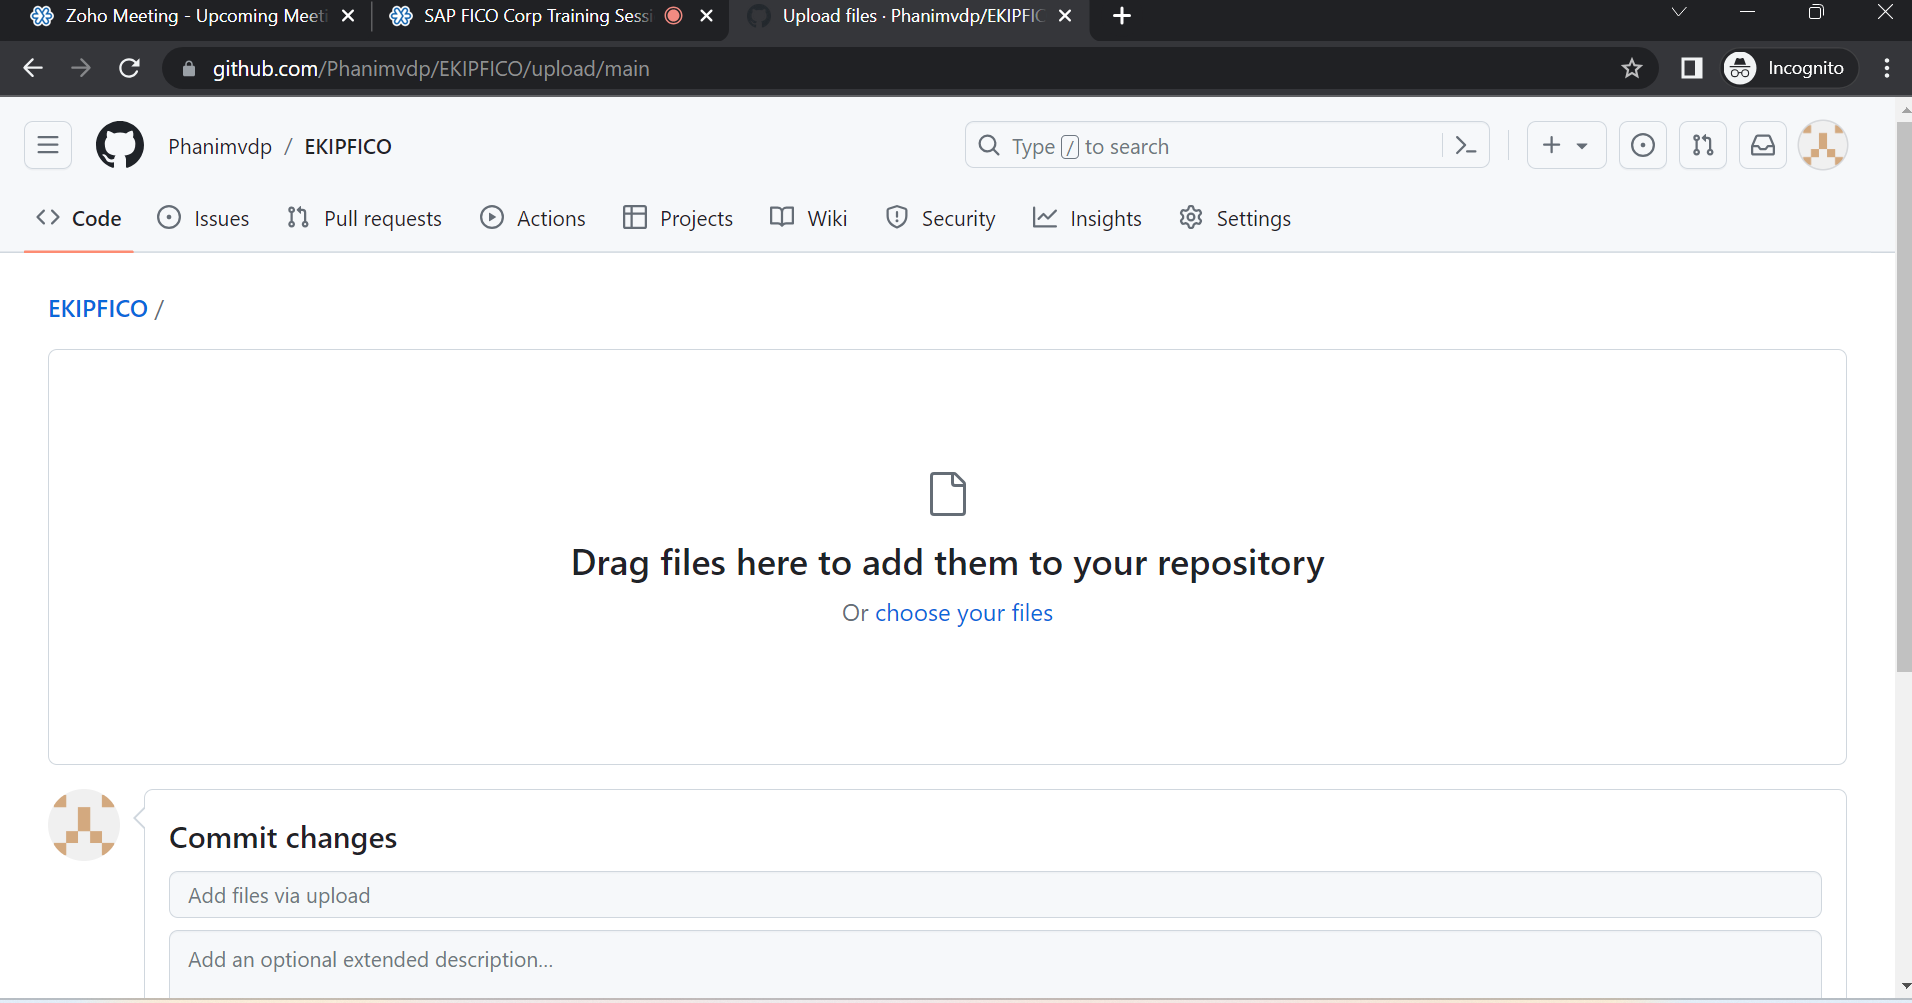 Zoho Meeting - Upcoming Meeti
SAP FICO Corp Training Sessi
Upload files · Phanimvdp/EKIPFIC
github.com/Phanimvdp/EKIPFICO/upload/main
Incognito
Phanimvdp / EKIPFICO
Type / to search
Code Issues Pull requests Actions Projects Wiki Security Insights Settings
EKIPFICO /
Drag files here to add them to your repository
Or choose your files
Commit changes
Add files via upload
Add an optional extended description...